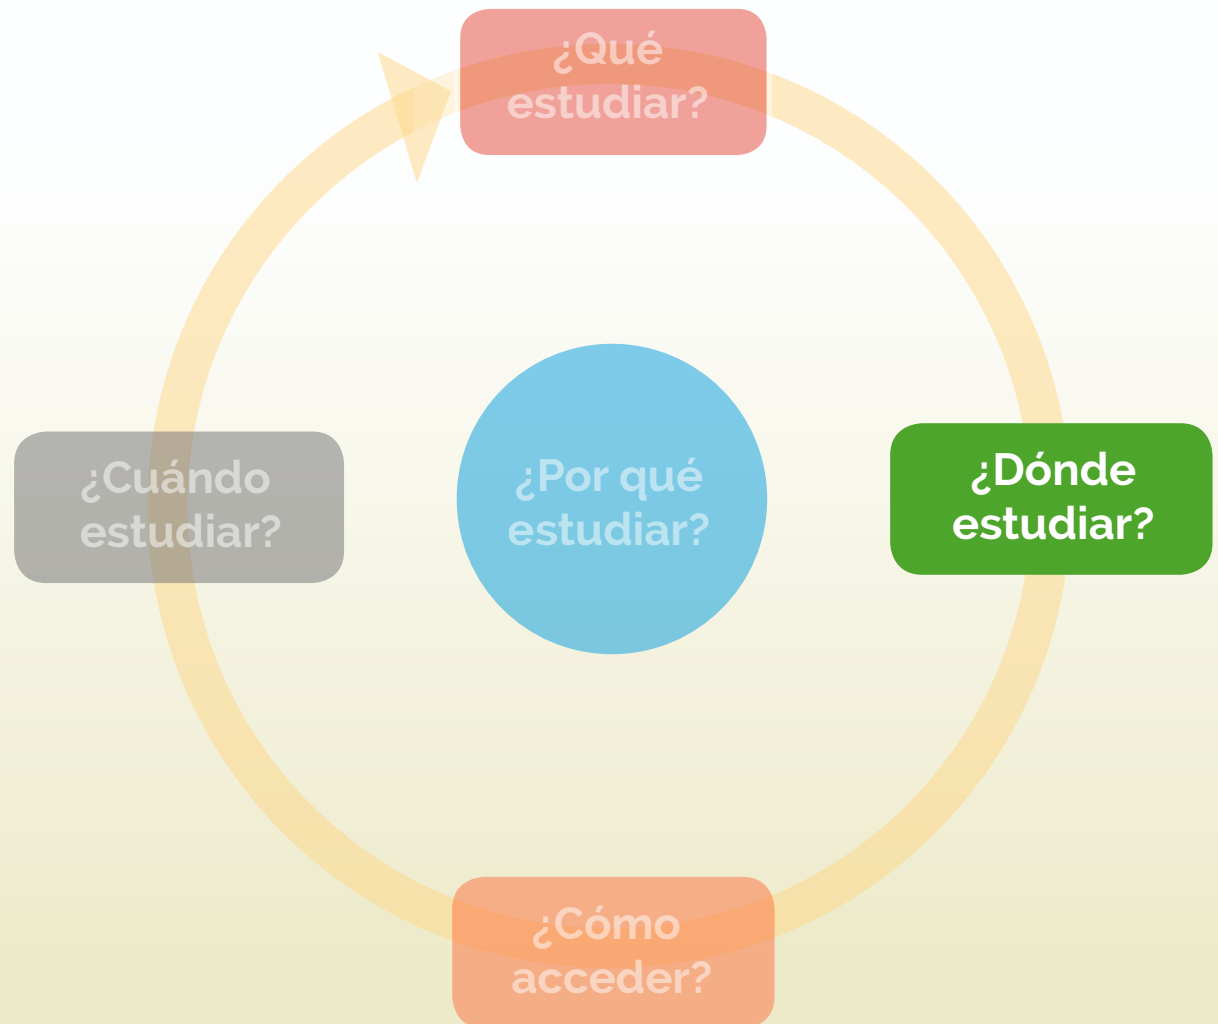 ¿Qué
estudiar?
¿Cuándo
estudiar?
¿Por qué
estudiar?
¿Dónde
estudiar?
¿Cómo
acceder?